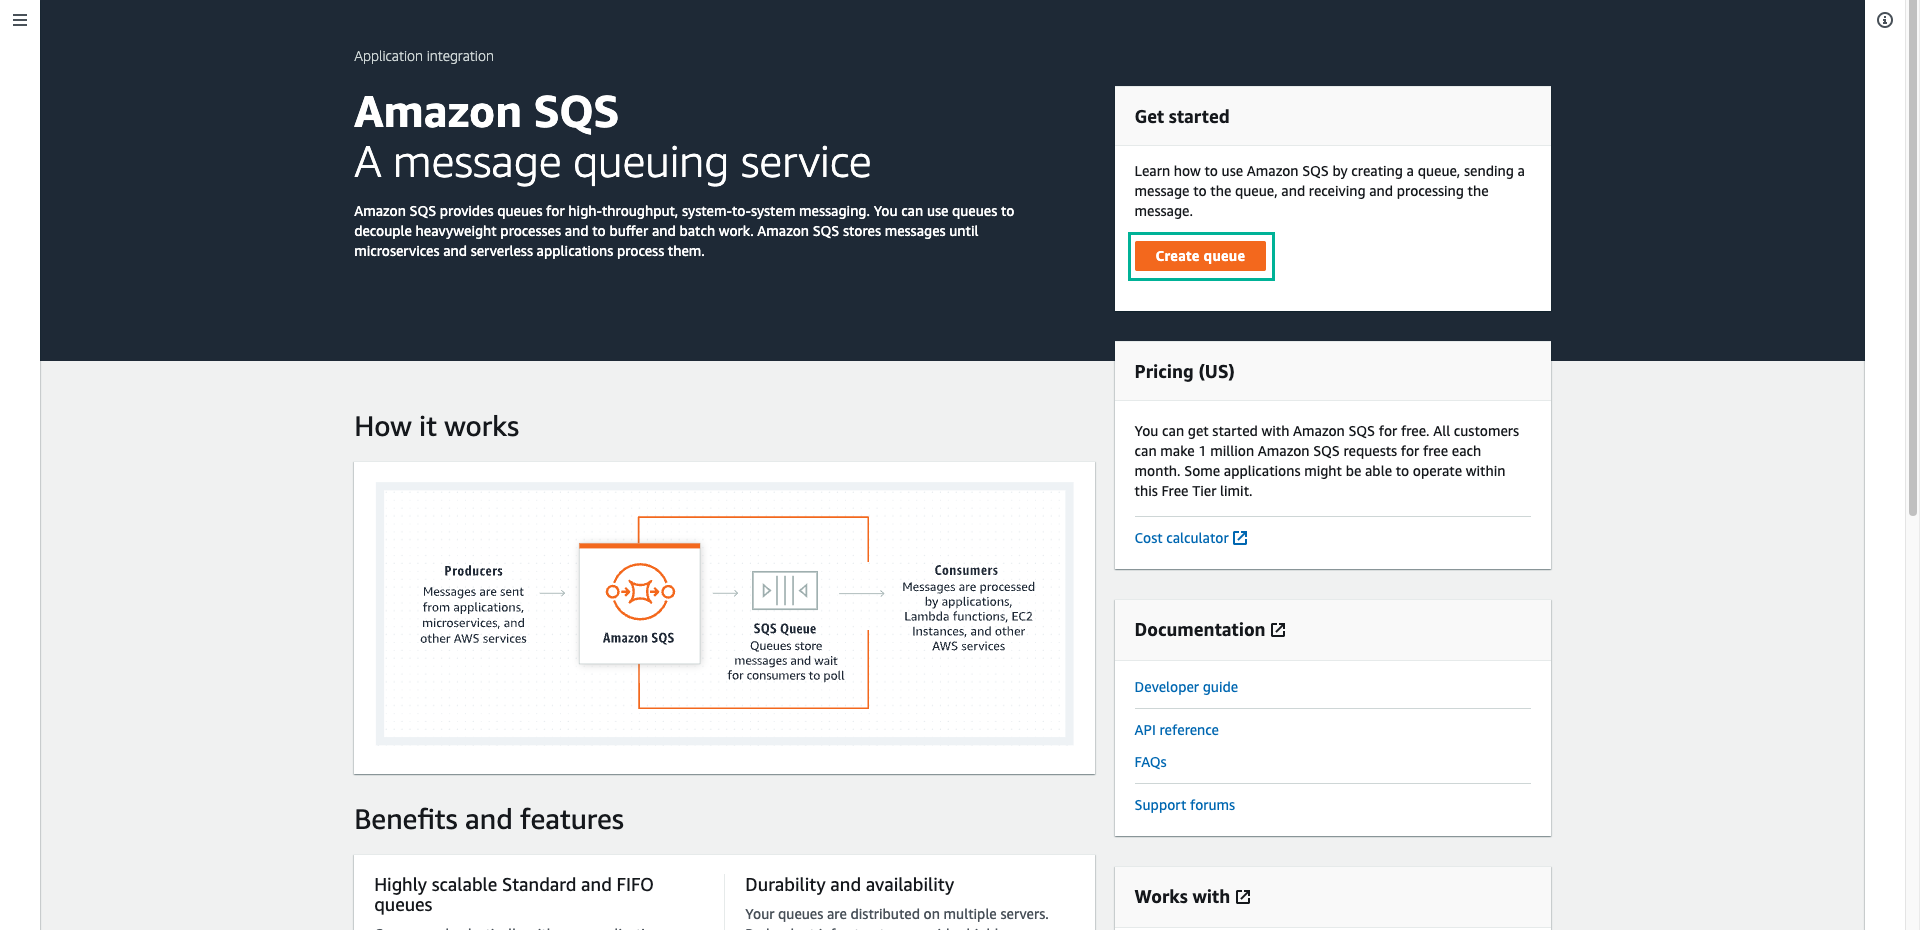 Application integration
Amazon SQS
A message queuing service
Amazon SQS provides queues for high-throughput, system-to-system messaging. You can use queues to
decouple heavyweight processes and to buffer and batch work. Amazon SQS stores messages until
microservices and serverless applications process them.
Get started
Learn how to use Amazon SQS by creating a queue, sending a
message to the queue, and receiving and processing the
message.
Create queue
Pricing (US)
You can get started with Amazon SQS for free. All customers
can make 1 million Amazon SQS requests for free each
month. Some applications might be able to operate within
this Free Tier limit.
Cost calculator
How it works
Producers
Messages are sent
from applications,
microservices, and
other AWS services
Amazon SQS
SQS Queue
Queues store
messages and wait
for consumers to poll
Consumers
Messages are processed
by applications,
Lambda functions, EC2
Instances, and other
AWS services
Documentation
Developer guide
API reference
FAQs
Support forums
Benefits and features
Highly scalable Standard and FIFO
queues
Durability and availability
Your queues are distributed on multiple servers.
Works with